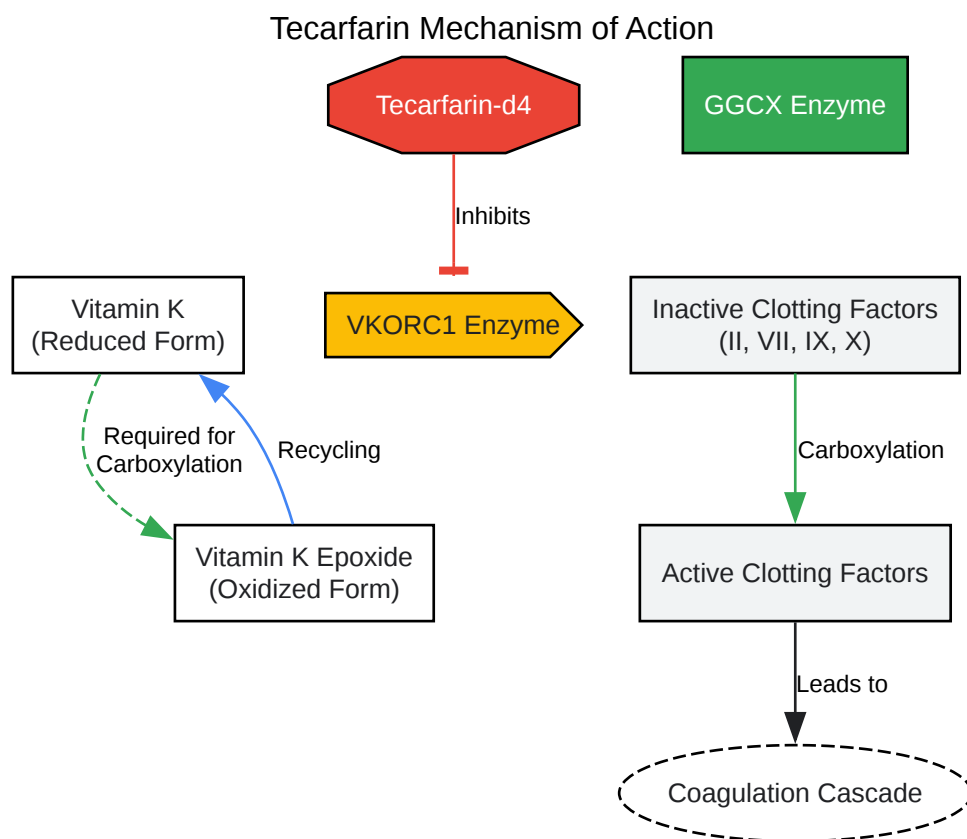 Tecarfarin Mechanism of Action
Tecarfarin-d4
GGCX Enzyme
Inhibits
Vitamin K
(Reduced Form)
VKORC1 Enzyme
Inactive Clotting Factors
(II, VII, IX, X)
Required for
Carboxylation
Recycling
Carboxylation
Vitamin K Epoxide
(Oxidized Form)
Active Clotting Factors
Leads to
Coagulation Cascade